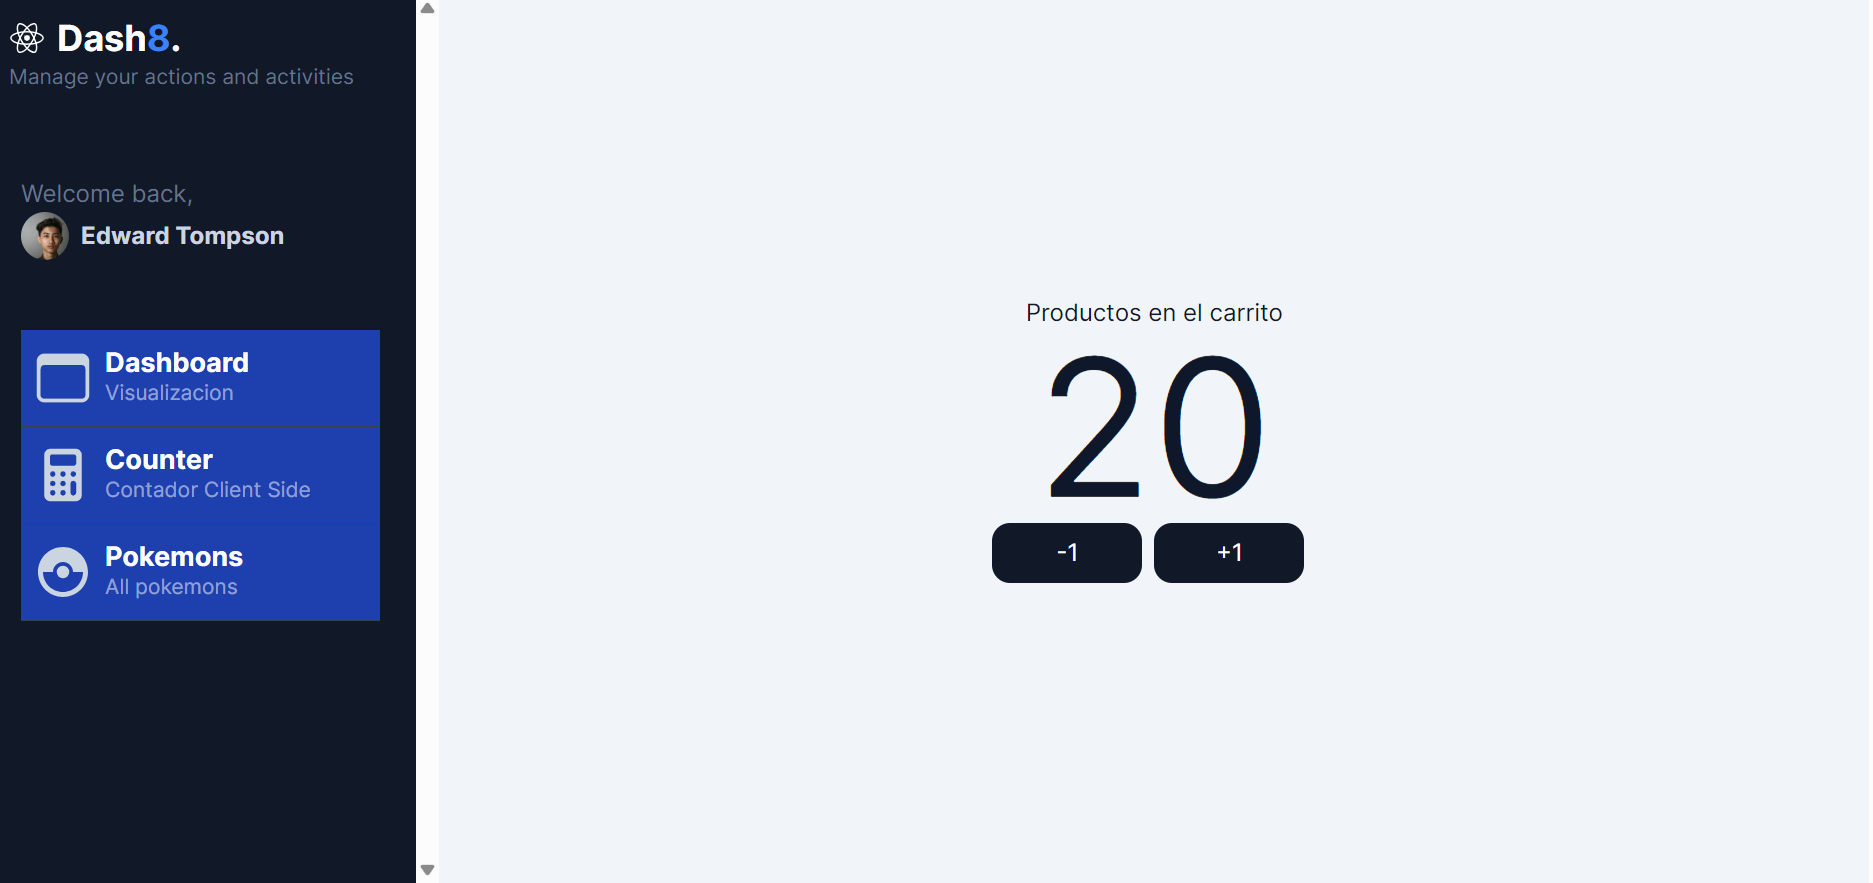 Dash8.
Manage your actions and activities
Welcome back,
Edward Tompson
Dashboard
Visualizacion
Counter
Contador Client Side
Pokemons
All pokemons
Productos en el carrito
20
-1 +1